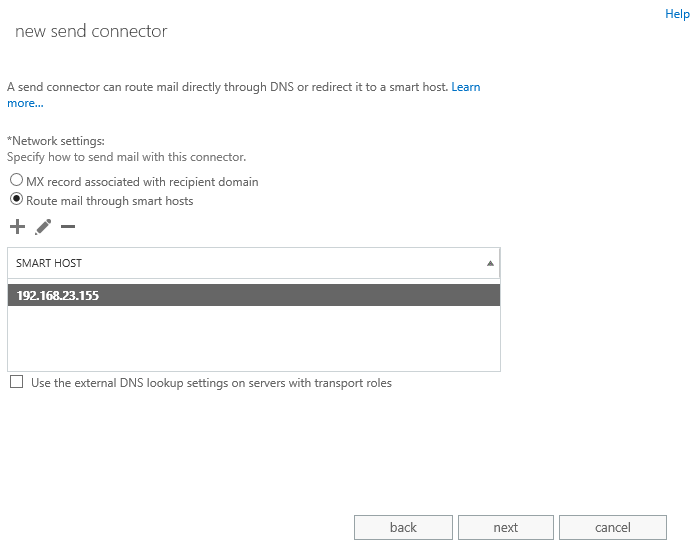 Help
new send connector
A send connector can route mail directly through DNS or redirect it to a smart host. Learn
more...
*Network settings:
Specify how to send mail with this connector.
MX record associated with recipient domain
Route mail through smart hosts
SMART HOST
192.168.23.155
Use the external DNS lookup settings on servers with transport roles
back next cancel